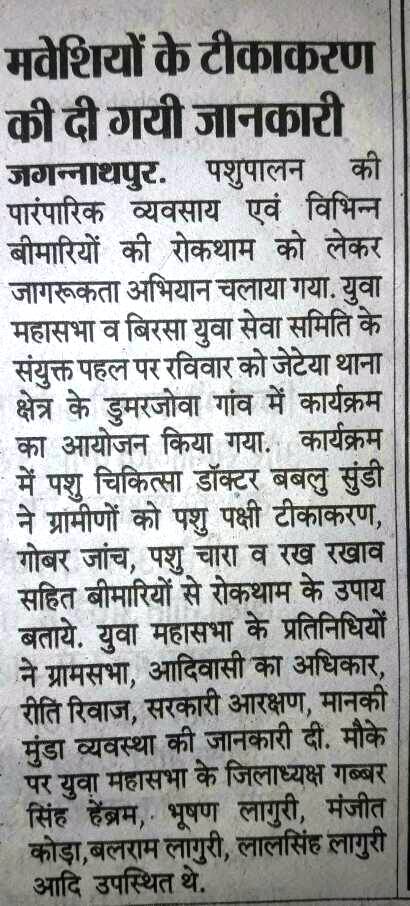 मवेशियों के टीकाकरण
की दी गयी जानकारी
जगन्नाथपुर. पशुपालन की
पारंपारिक व्यवसाय एवं विभिन्न
बीमारियों की रोकथाम को लेकर
जागरूकता अभियान चलाया गया. युवा
महासभा व बिरसा युवा सेवा समिति के
संयुक्त पहल पर रविवार को जेटेया थाना
क्षेत्र के डुमरजोवा गांव में कार्यक्रम
का आयोजन किया गया. कार्यक्रम
में पशु चिकित्सा डॉक्टर बबलु सुंडी
ने ग्रामीणों को पशु पक्षी टीकाकरण,
गोबर जांच, पशु चारा व रख रखाव
सहित बीमारियों से रोकथाम के उपाय
बताये. युवा महासभा के प्रतिनिधियों
ने ग्रामसभा, आदिवासी का अधिकार,
रीति रिवाज, सरकारी आरक्षण, मानकी
मुंडा व्यवस्था की जानकारी दी. मौके
पर युवा महासभा के जिलाध्यक्ष गब्बर
सिंह हेंब्रम, भूषण लागुरी, मंजीत
कोड़ा, बलराम लागुरी, लालसिंह लागुरी
आदि उपस्थित थे.